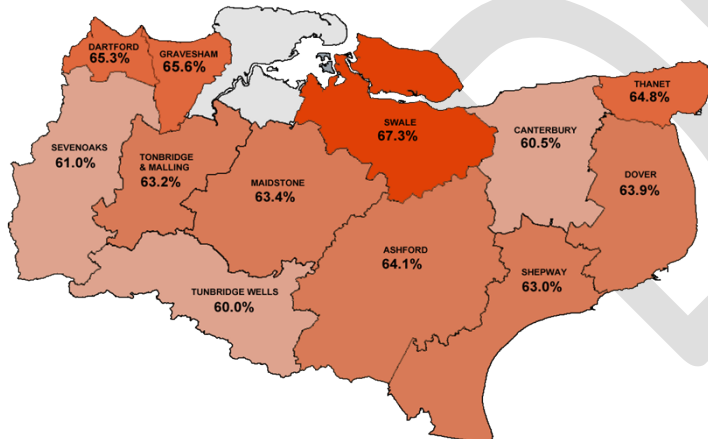 DARTFORD
65.3%
GRAVESHAM
65.6%
THANET
64.8%
SWALE
67.3%
CANTERBURY
60.5%
SEVENOAKS
61.0%
TONBRIDGE
& MALLING
63.2%
MAIDSTONE
63.4%
DOVER
63.9%
ASHFORD
64.1%
SHEPWAY
63.0%
TUNBRIDGE WELLS
60.0%